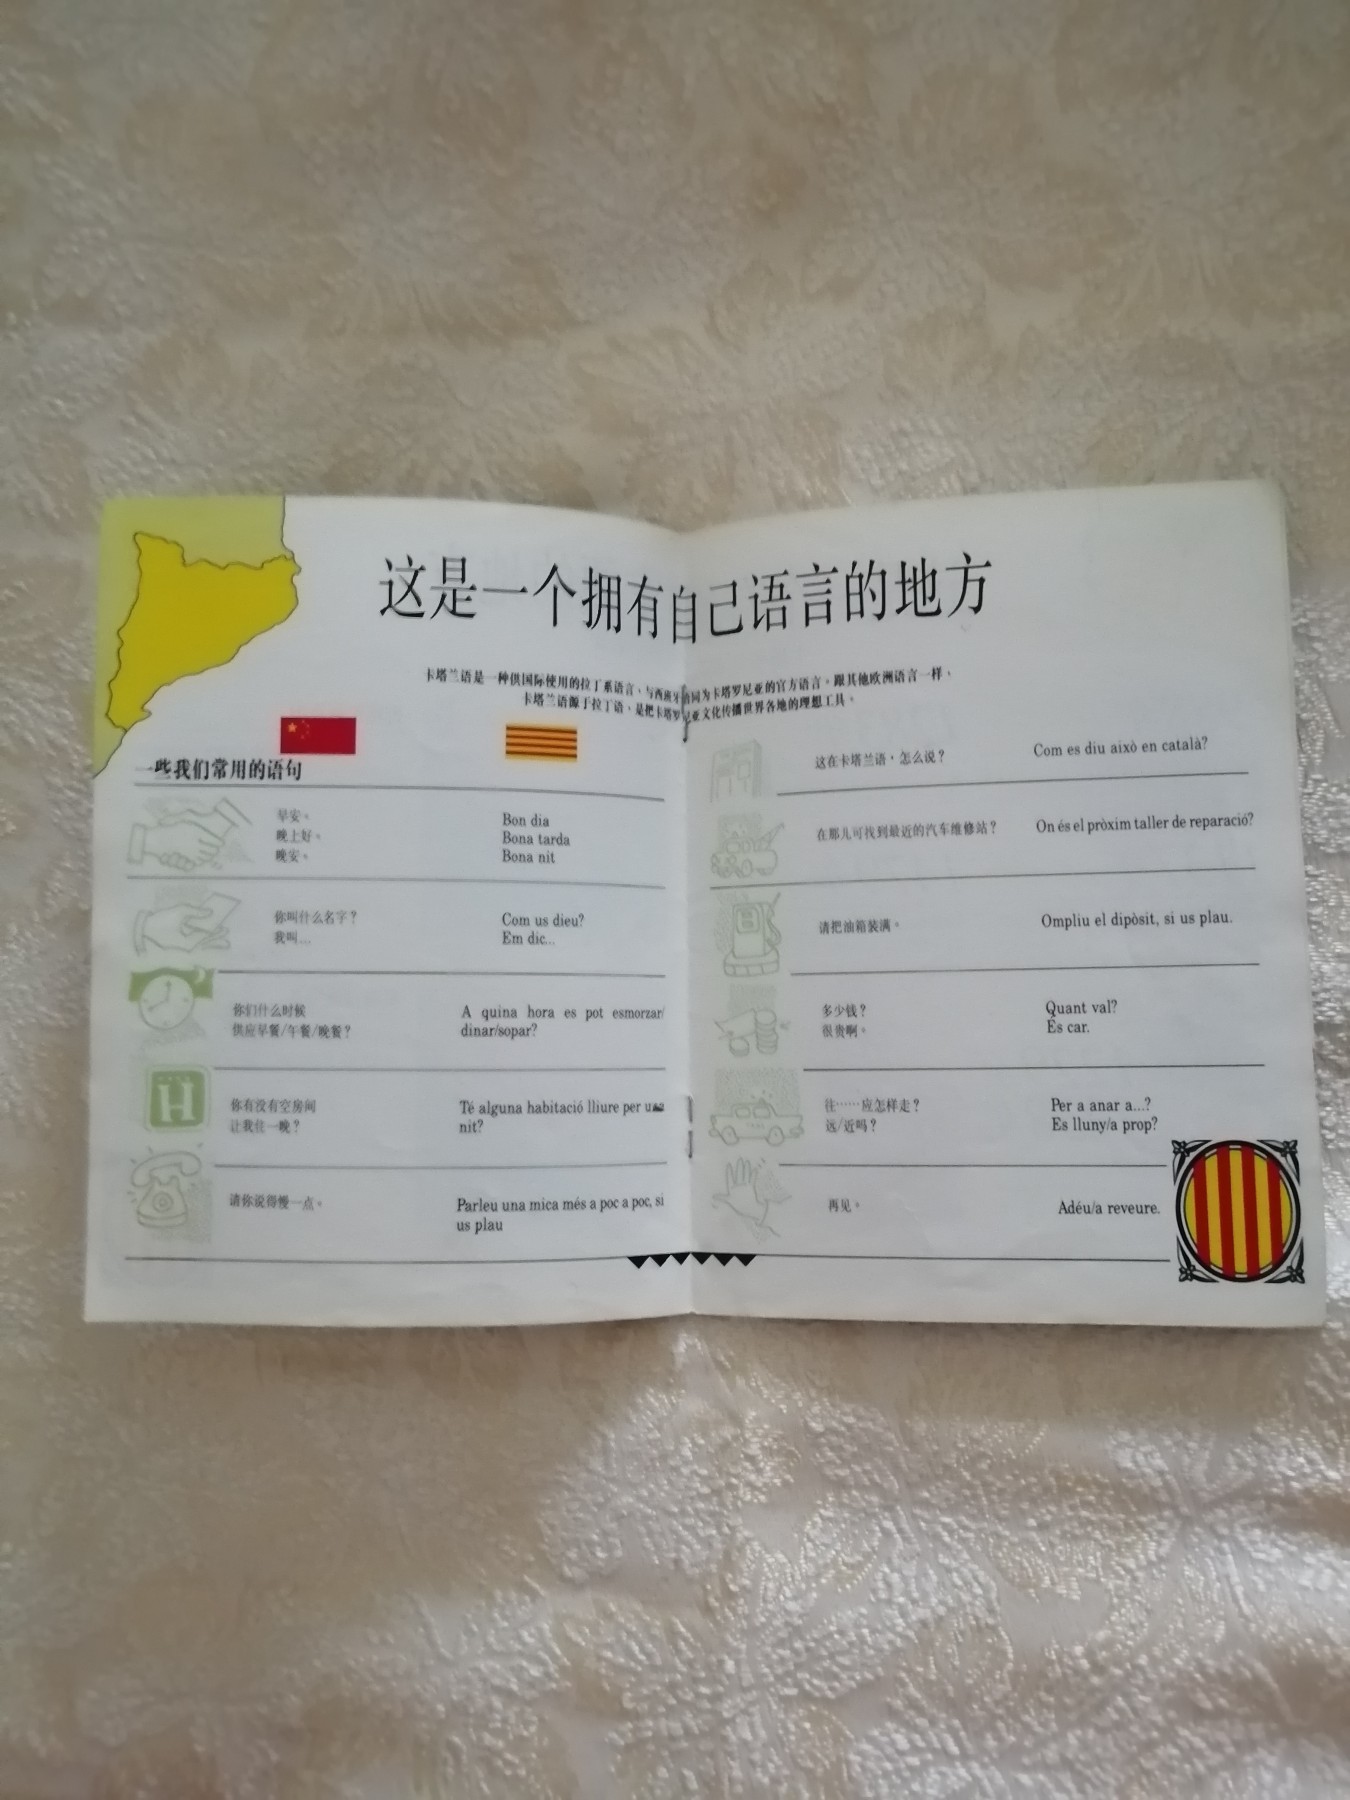 这是一个拥有自己语言的地方
卡塔兰语是一种供国际使用的拉丁系语言，与西班牙语同为卡塔罗尼亚的官方语言。跟其他欧洲语言一样，
卡塔兰语源于拉丁语，是把卡塔罗尼亚文化传播世界各地的理想工具。
一些我们常用的语句
早安。 Bon dia
晚上好。 Bona tarda
晚安。 Bona nit
你叫什么名字？ Com us dieu?
我叫... Em dic...
你们什么时候 A quina hora es pot esmorzar/
供应早餐/午餐/晚餐？ dinar/sopar?
H
你有没有空房间 Té alguna habitació lliure per una
让我住一晚？ nit?
请你说得慢一点。 Parleu una mica més a poc a poc, si
us plau
这在卡塔兰语，怎么说？ Com es diu això en català?
在那儿可找到最近的汽车维修站？ On és el pròxim taller de reparació?
请把油箱装满。 Ompliu el dipòsit, si us plau.
多少钱？ Quant val?
很贵啊。 És car.
往……应怎样走？ Per a anar a...?
远/近吗？ Es lluny/a prop?
再见。 Adéu/a reveure.